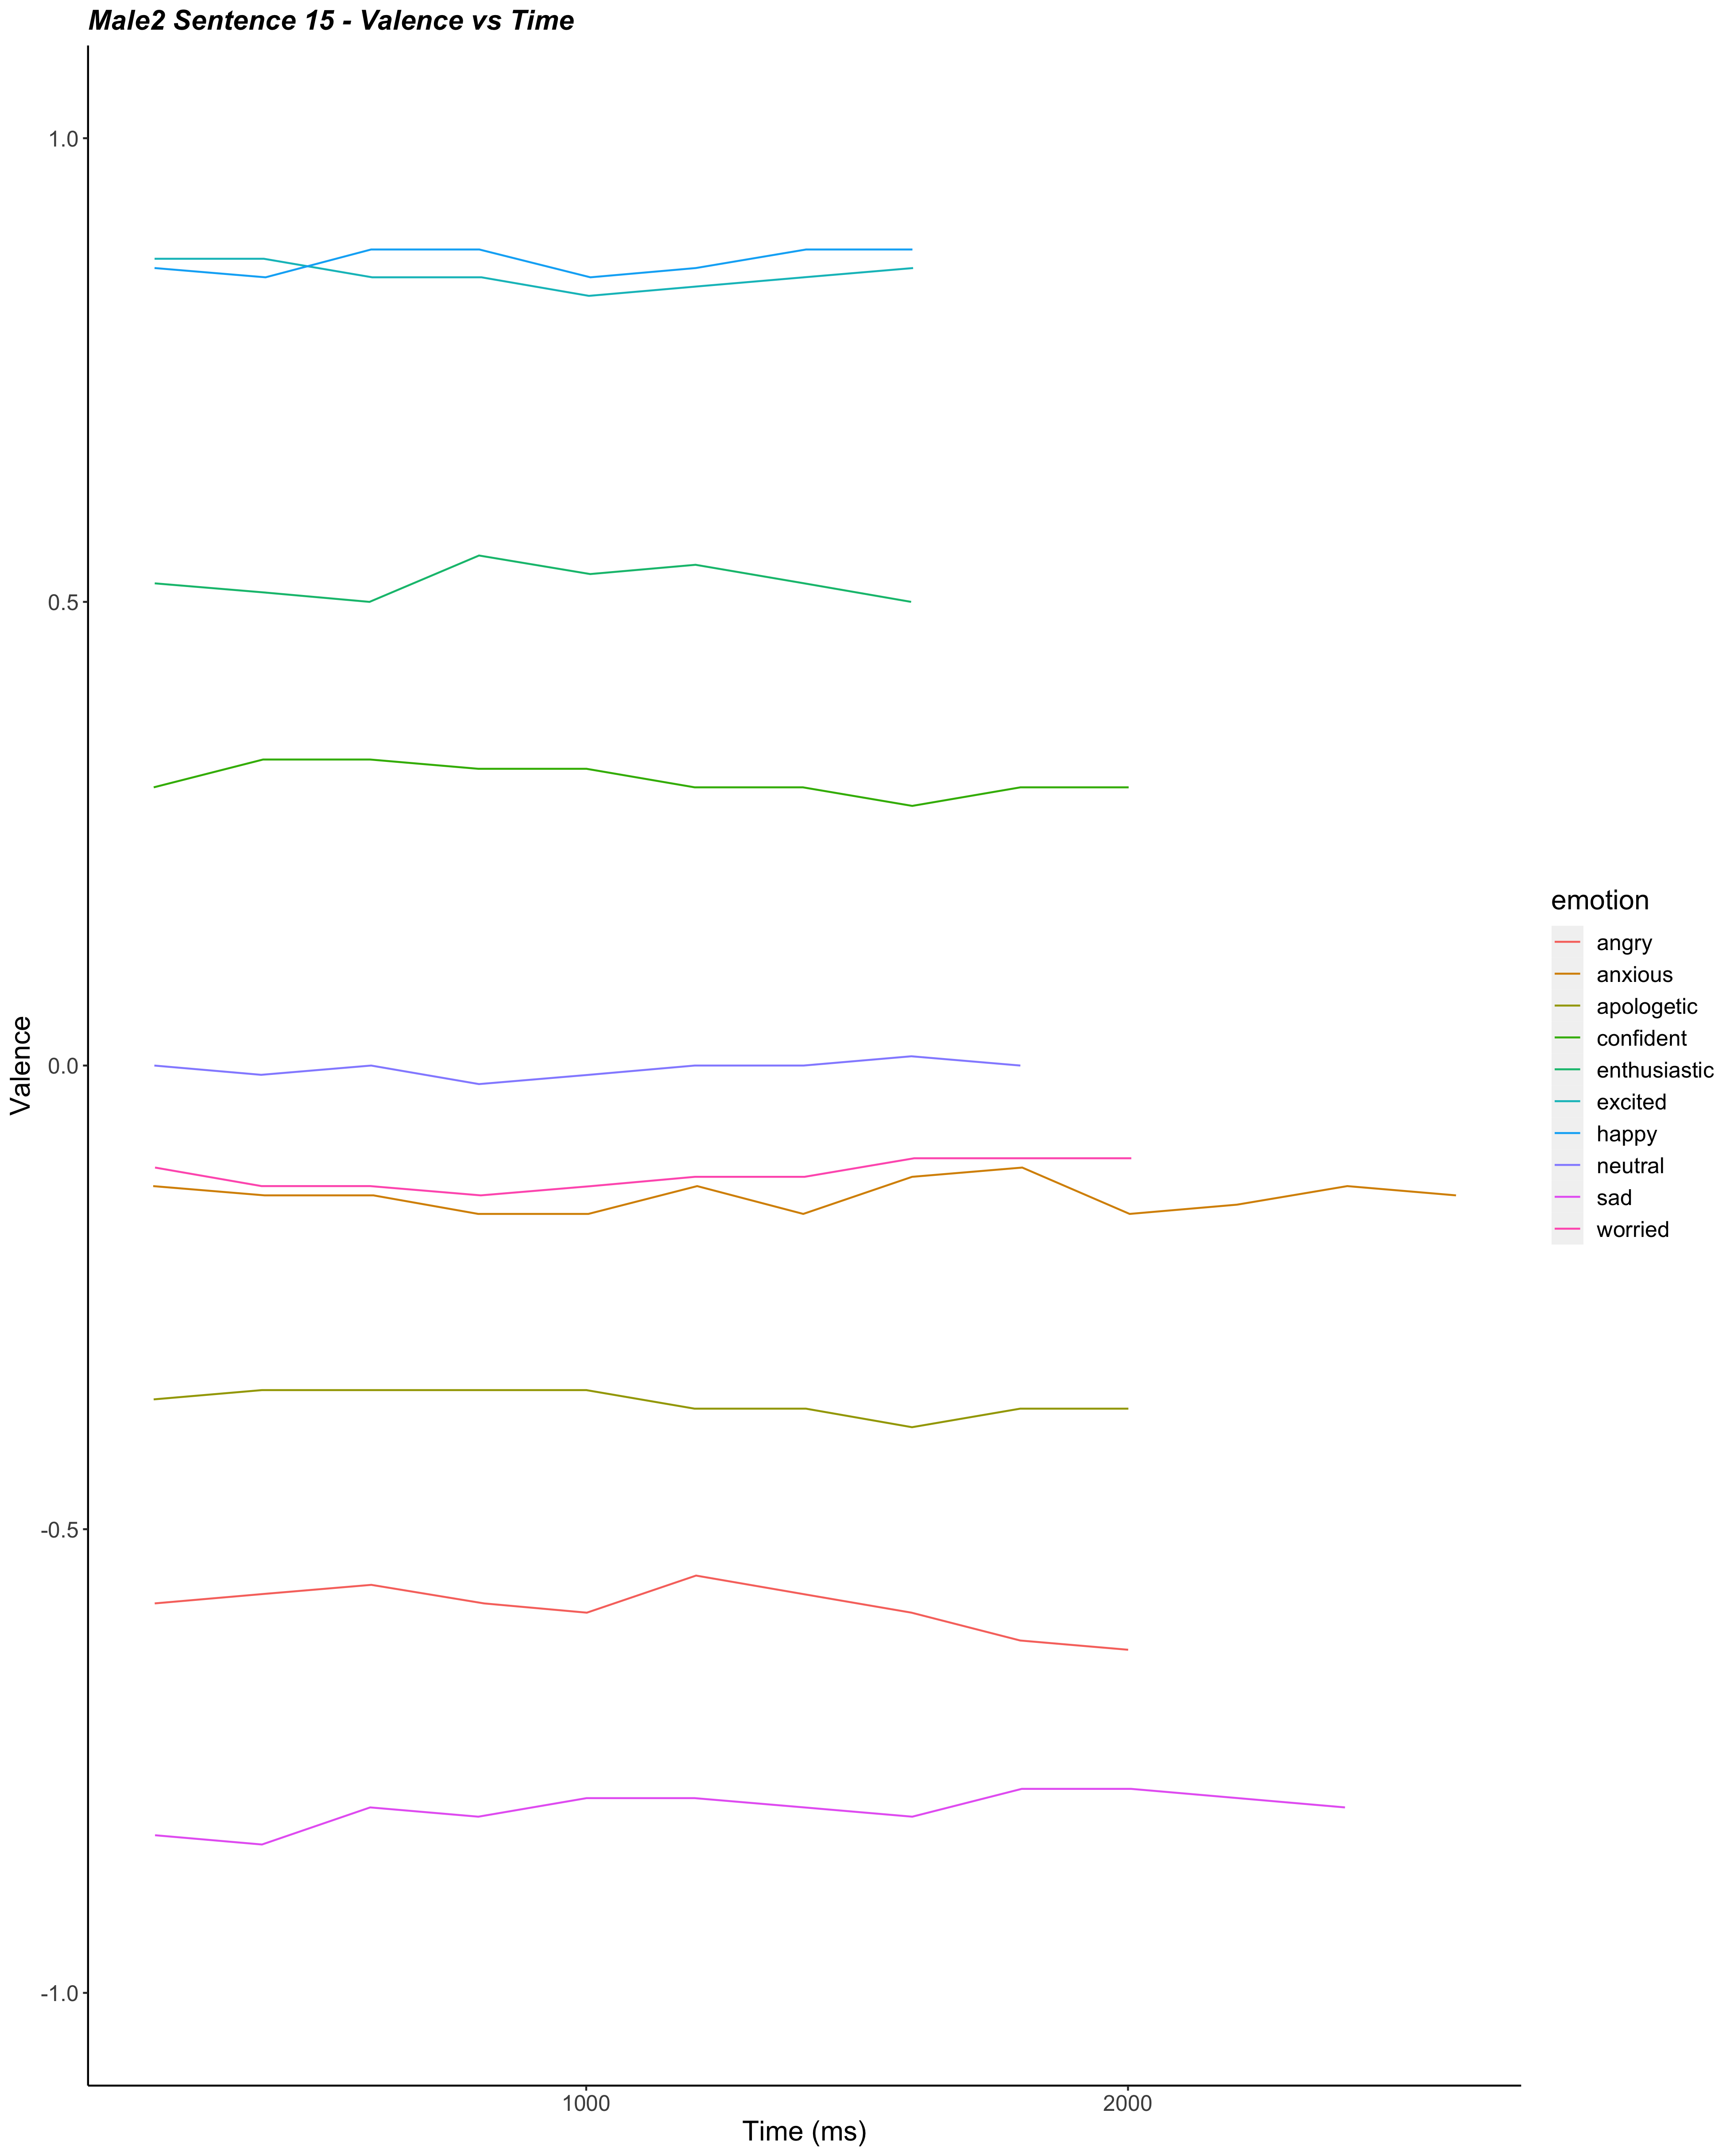 Male2 Sentence 15 - Valence vs Time
1.0
0.5
0.0
-0.5
-1.0
Valence
1000
2000
Time (ms)
emotion
angry
anxious
apologetic
confident
enthusiastic
excited
happy
neutral
sad
worried